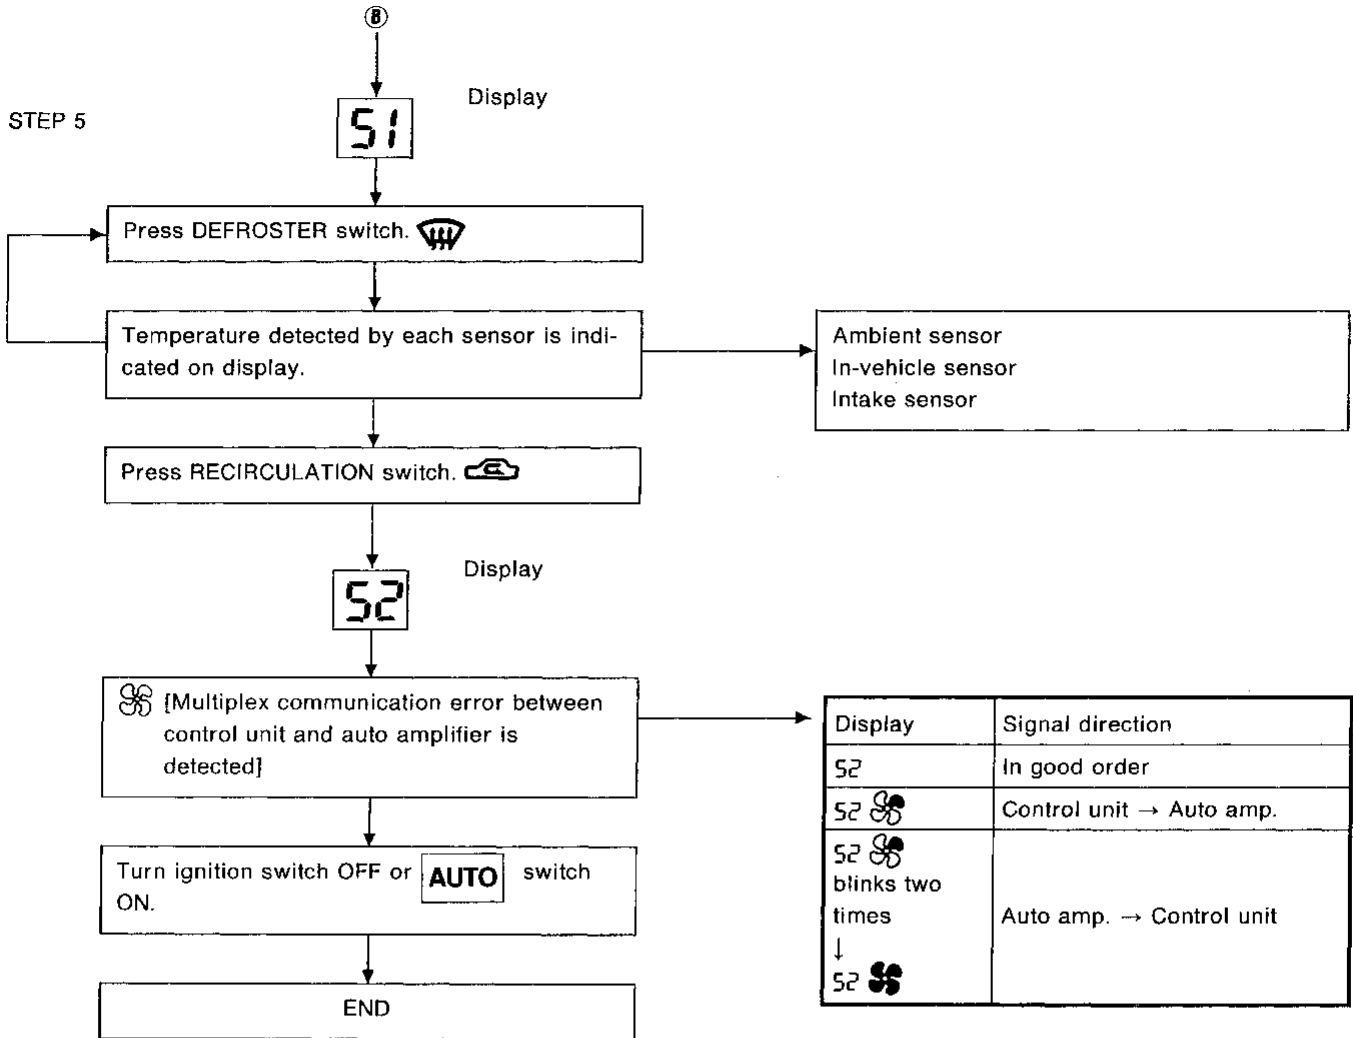 B
Display
STEP 5
51
Press DEFROSTER switch.
Temperature detected by each sensor is indi-
cated on display.
Ambient sensor
In-vehicle sensor
Intake sensor
Press RECIRCULATION switch.
Display
52
[Multiplex communication error between
control unit and auto amplifier is
detected]
Display Signal direction
52 In good order
52 Control unit → Auto amp.
52
blinks two
times
↓
52
Auto amp. → Control unit
Turn ignition switch OFF or AUTO switch
ON.
END